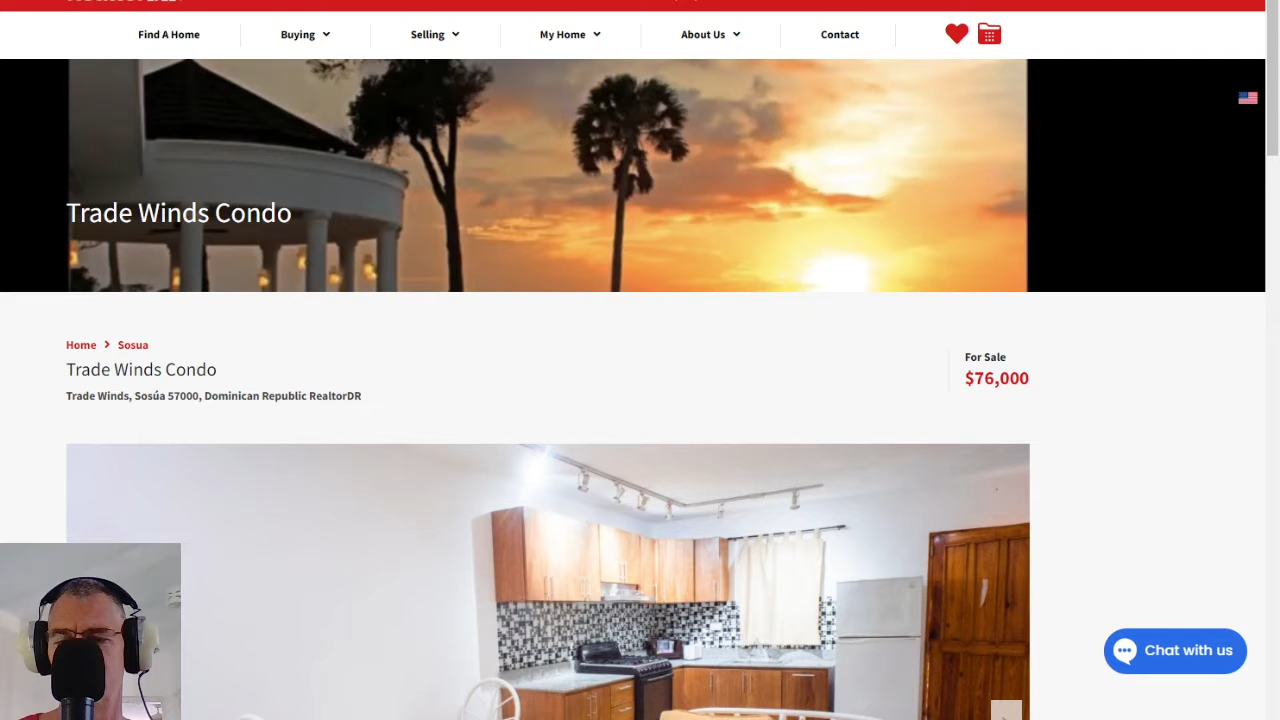 Find A Home
Buying
Selling
My Home
About Us
Contact
Trade Winds Condo
Home > Sosua
Trade Winds Condo
Trade Winds, Sosúa 57000, Dominican Republic RealtorDR
For Sale
$76,000
Chat with us